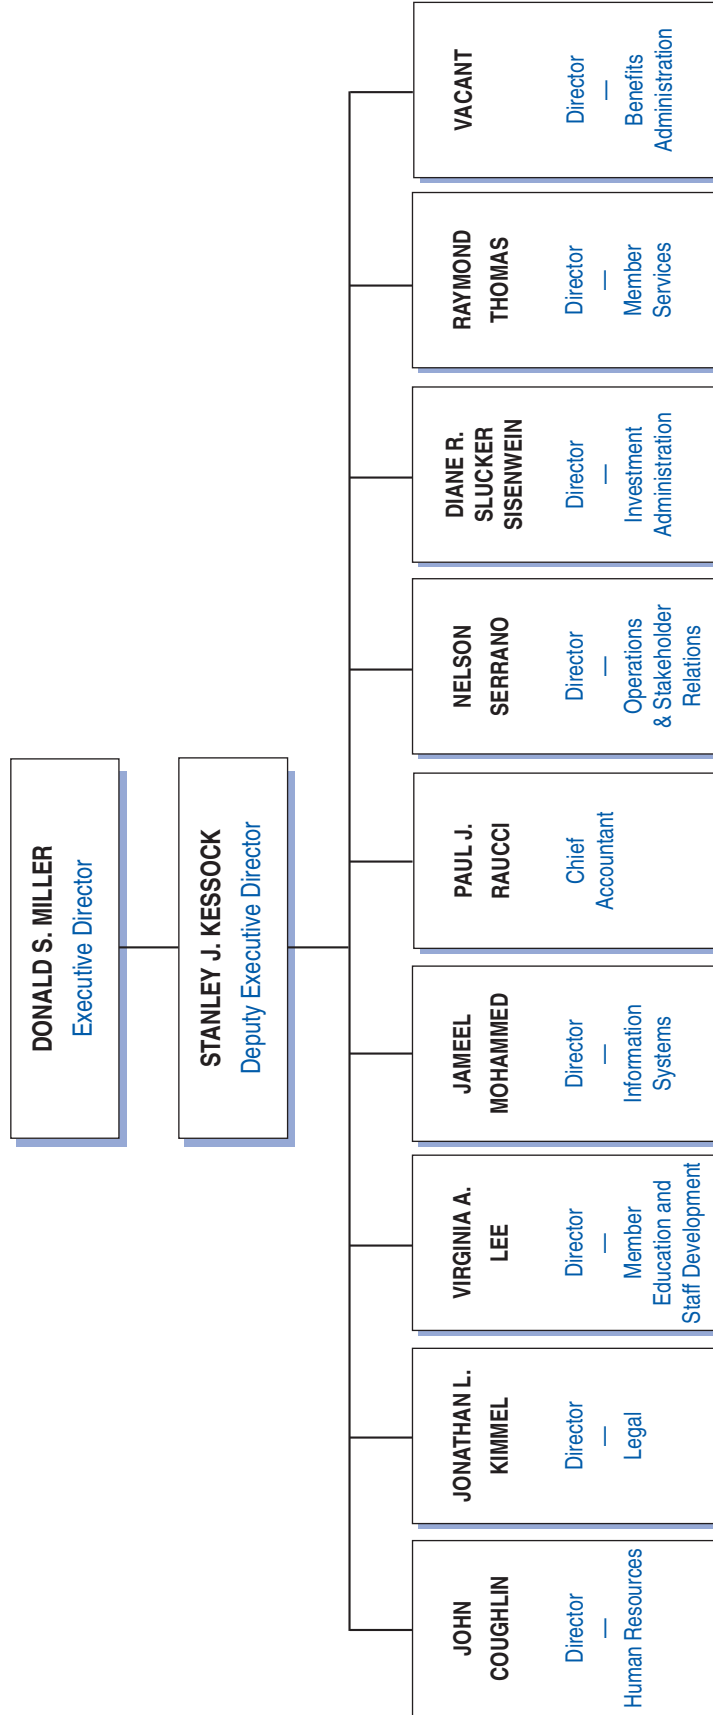 DONALD S. MILLER
Executive Director
STANLEY J. KESSOCK
Deputy Executive Director
JOHN
COUGHLIN
Director
—
Human Resources
JONATHAN L.
KIMMEL
Director
—
Legal
VIRGINIA A.
LEE
Director
—
Member
Education and
Staff Development
JAMEEL
MOHAMMED
Director
—
Information
Systems
PAUL J.
RAUCCI
Chief
Accountant
NELSON
SERRANO
Director
—
Operations
& Stakeholder
Relations
DIANE R.
SLUCKER
SISENWEIN
Director
—
Investment
Administration
RAYMOND
THOMAS
Director
—
Member
Services
VACANT
Director
—
Benefits
Administration